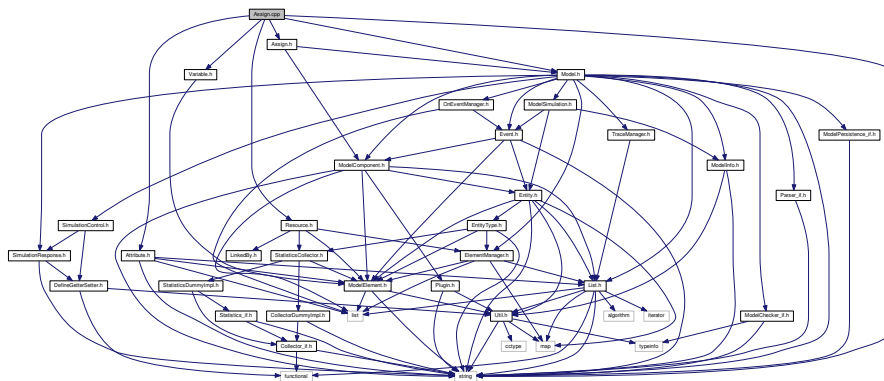 Assign.cpp
Assign.h
Variable.h
Model.h
OnEventManager.h
ModelSimulation.h
Event.h
TraceManager.h
ModelPersistence_if.h
ModelComponent.h
ModelInfo.h
Entity.h
Parser_if.h
SimulationControl.h
Resource.h
EntityType.h
SimulationResponse.h
Attribute.h
LinkedBy.h
StatisticsCollector.h
ElementManager.h
DefineGetterSetter.h
StatisticsDummyImpl.h
ModelElement.h
Plugin.h
List.h
Statistics_if.h
CollectorDummyImpl.h
list
Util.h
algorithm
iterator
ModelChecker_if.h
Collector_if.h
cctype
map
typeinfo
functional
string